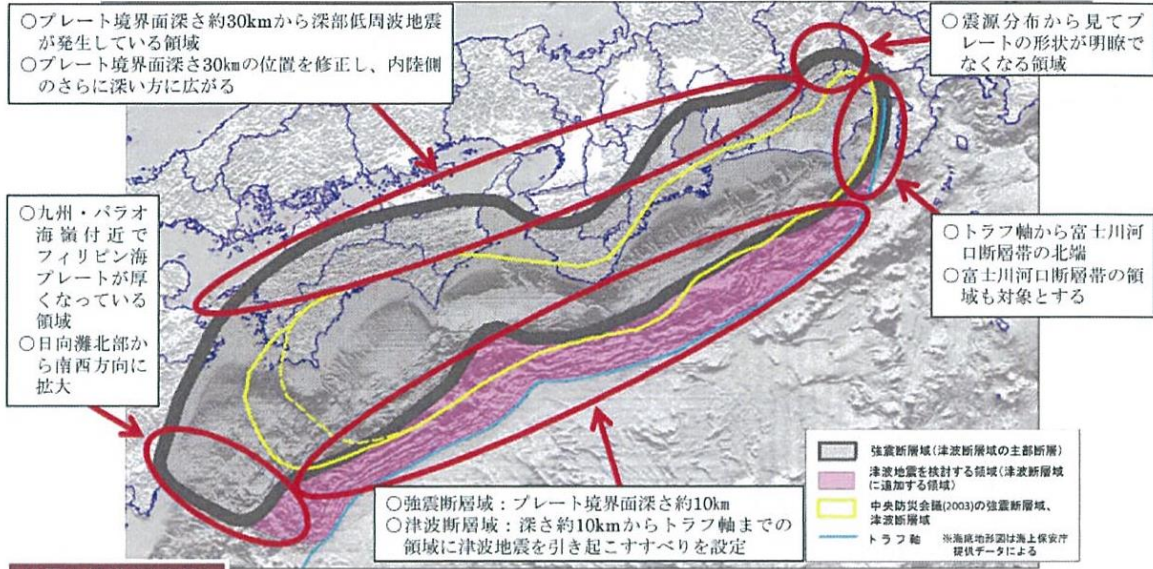 ○プレート境界面深さ約30kmから深部低周波地震
が発生している領域
○プレート境界面深さ30kmの位置を修正し、内陸側
のさらに深い方に広がる
○震源分布から見てプ
レートの形状が明瞭で
なくなる領域
○九州・パラオ
海嶺付近で
フィリピン海
プレートが厚
くなっている
領域
○日向灘北部か
ら南西方向に
拡大
○トラフ軸から富士川河
口断層帯の北端
○富士川河口断層帯の領
域も対象とする
○強震断層域:プレート境界面深さ約10km
○津波断層域:深さ約10kmからトラフ軸までの
領域に津波地震を引き起こすすべりを設定
強震断層域(津波断層域の主部断層)
津波地震を検討する領域(津波断層域
に追加する領域)
中央防災会議(2003)の強震断層域、
津波断層域
トラフ軸
※海底地形図は海上保安庁
提供データによる